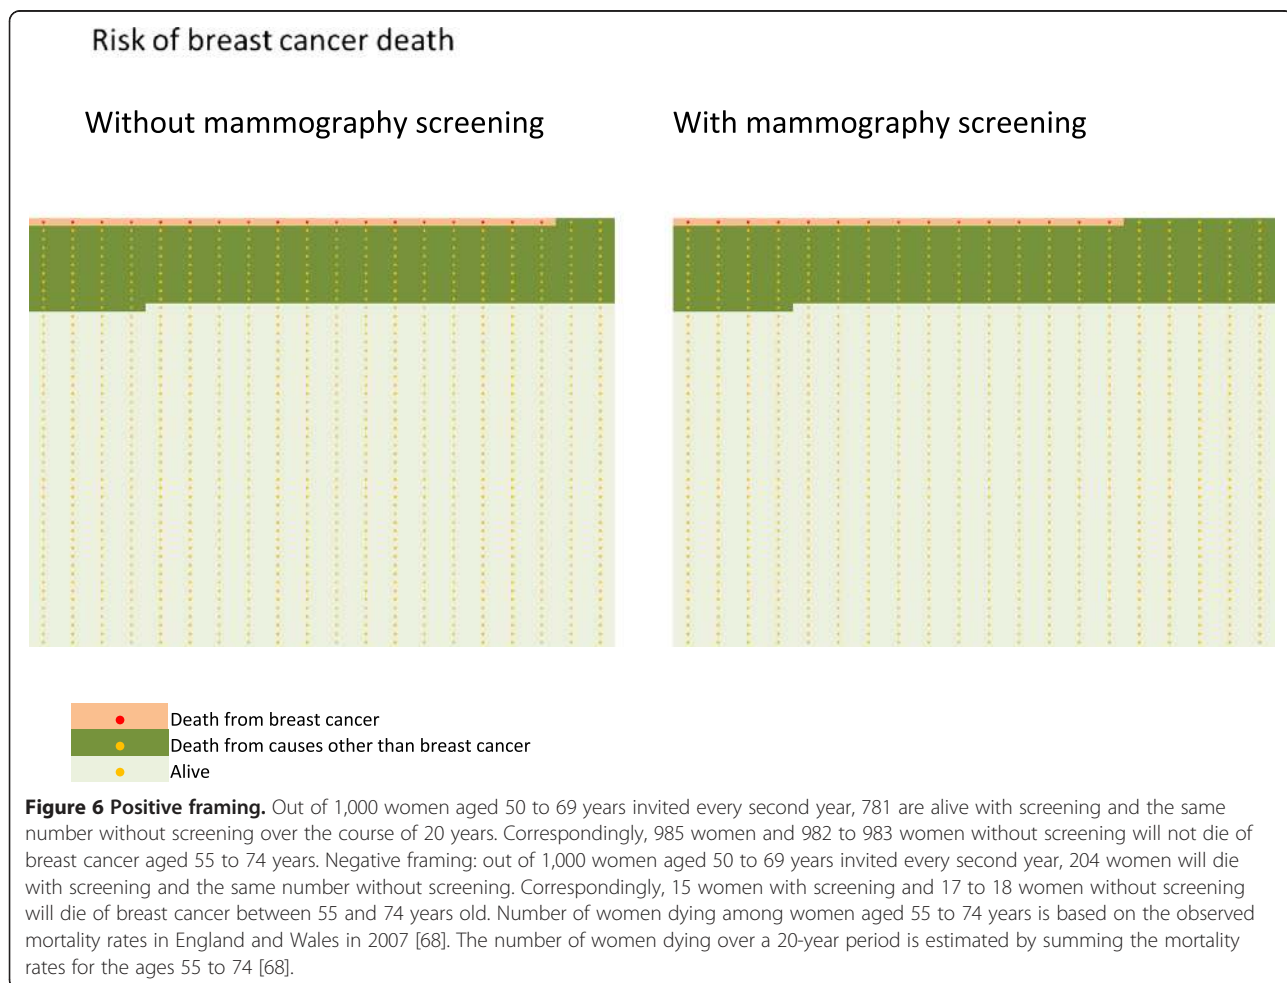 Risk of breast cancer death
Without mammography screening
With mammography screening
Death from breast cancer
Death from causes other than breast cancer
Alive
Figure 6 Positive framing. Out of 1,000 women aged 50 to 69 years invited every second year, 781 are alive with screening and the same
number without screening over the course of 20 years. Correspondingly, 985 women and 982 to 983 women without screening will not die of
breast cancer aged 55 to 74 years. Negative framing: out of 1,000 women aged 50 to 69 years invited every second year, 204 women will die
with screening and the same number without screening. Correspondingly, 15 women with screening and 17 to 18 women without screening
will die of breast cancer between 55 and 74 years old. Number of women dying among women aged 55 to 74 years is based on the observed
mortality rates in England and Wales in 2007 [68]. The number of women dying over a 20-year period is estimated by summing the mortality
rates for the ages 55 to 74 [68].